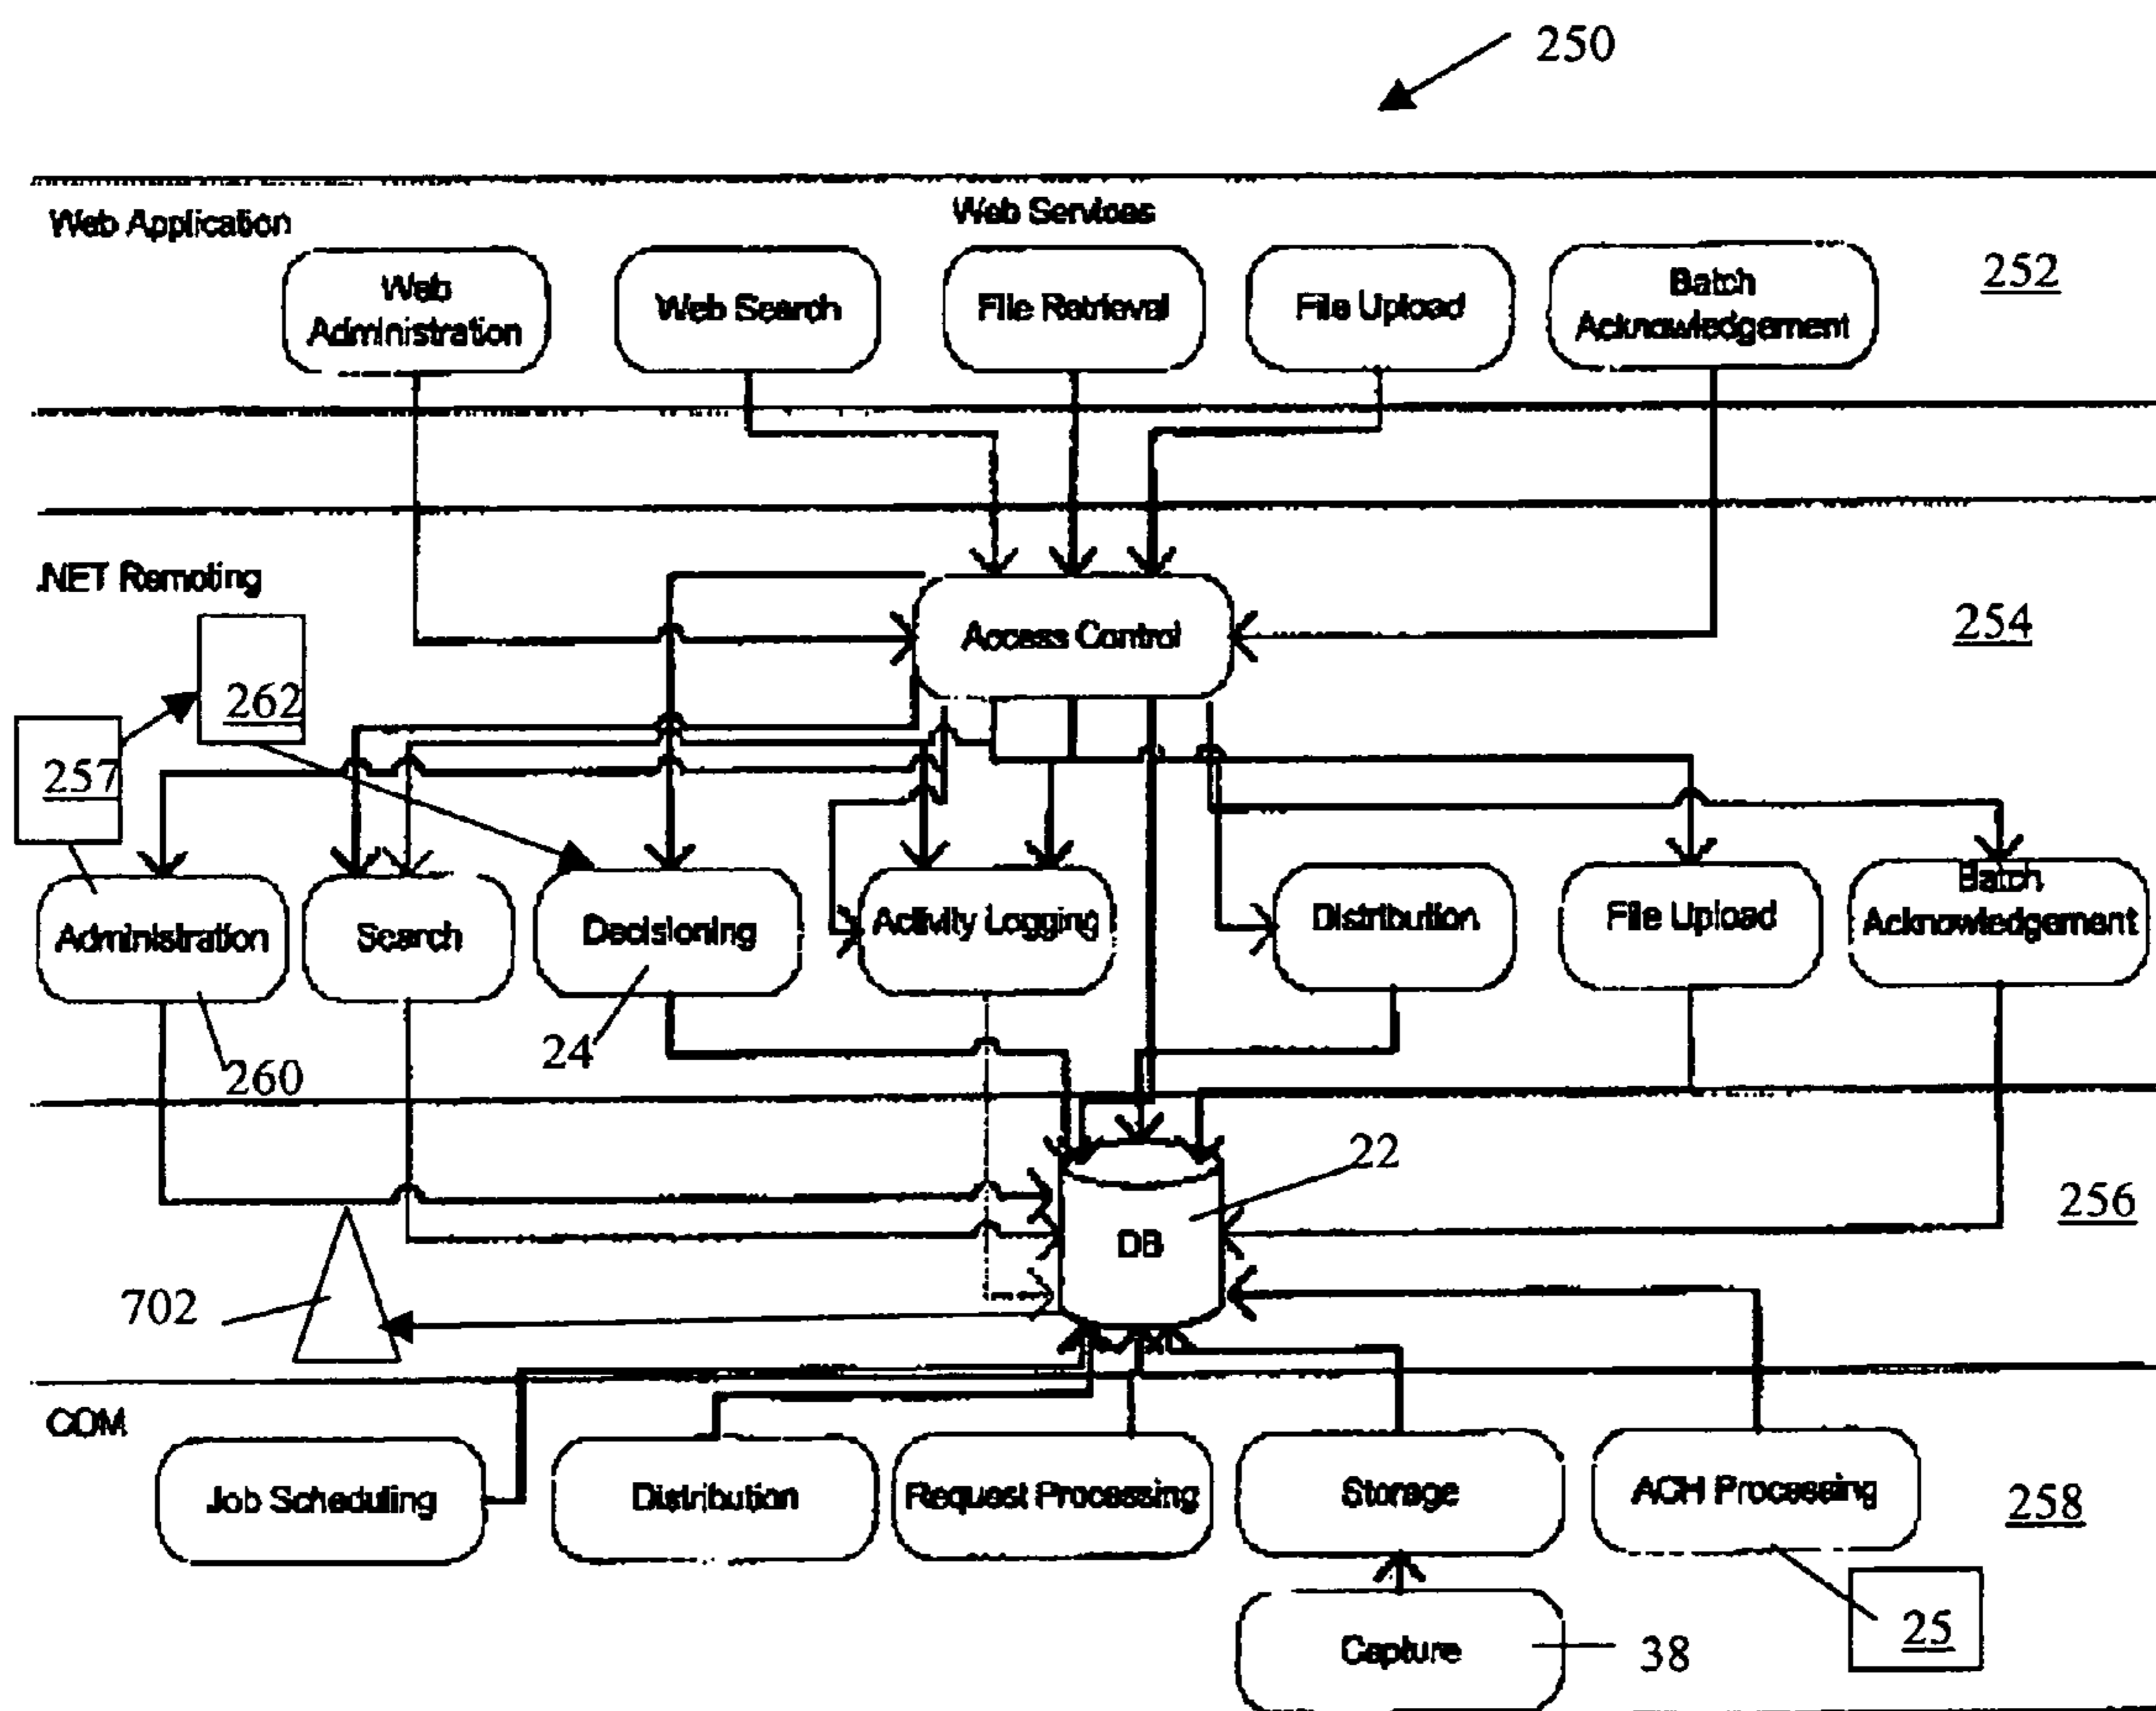 250
Web Application
Web Services
Web
Administration
Web Search
File Retrieval
File Upload
Batch
Acknowledgement
252
.NET Remoting
Access Control
254
262
257
Administration
Search
Decisioning
Activity Logging
Distribution
File Upload
Batch
Acknowledgement
24
260
22
DB
256
702
COM
Job Scheduling
Distribution
Request Processing
Storage
ACH Processing
258
Capture
38
25